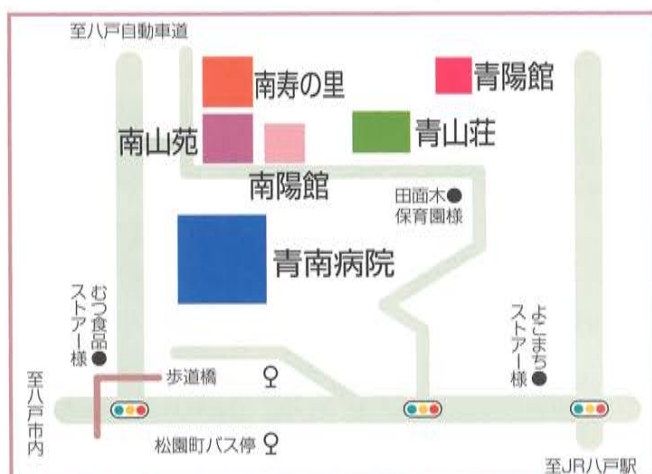 至八戸自動車道
南寿の里
青陽館
南山苑
青山荘
南陽館
田面木
保育園様
青南病院
むつ食品
ストアー様
よこまち
ストアー様
歩道橋
至八戸市内
松園町バス停
至JR八戸駅